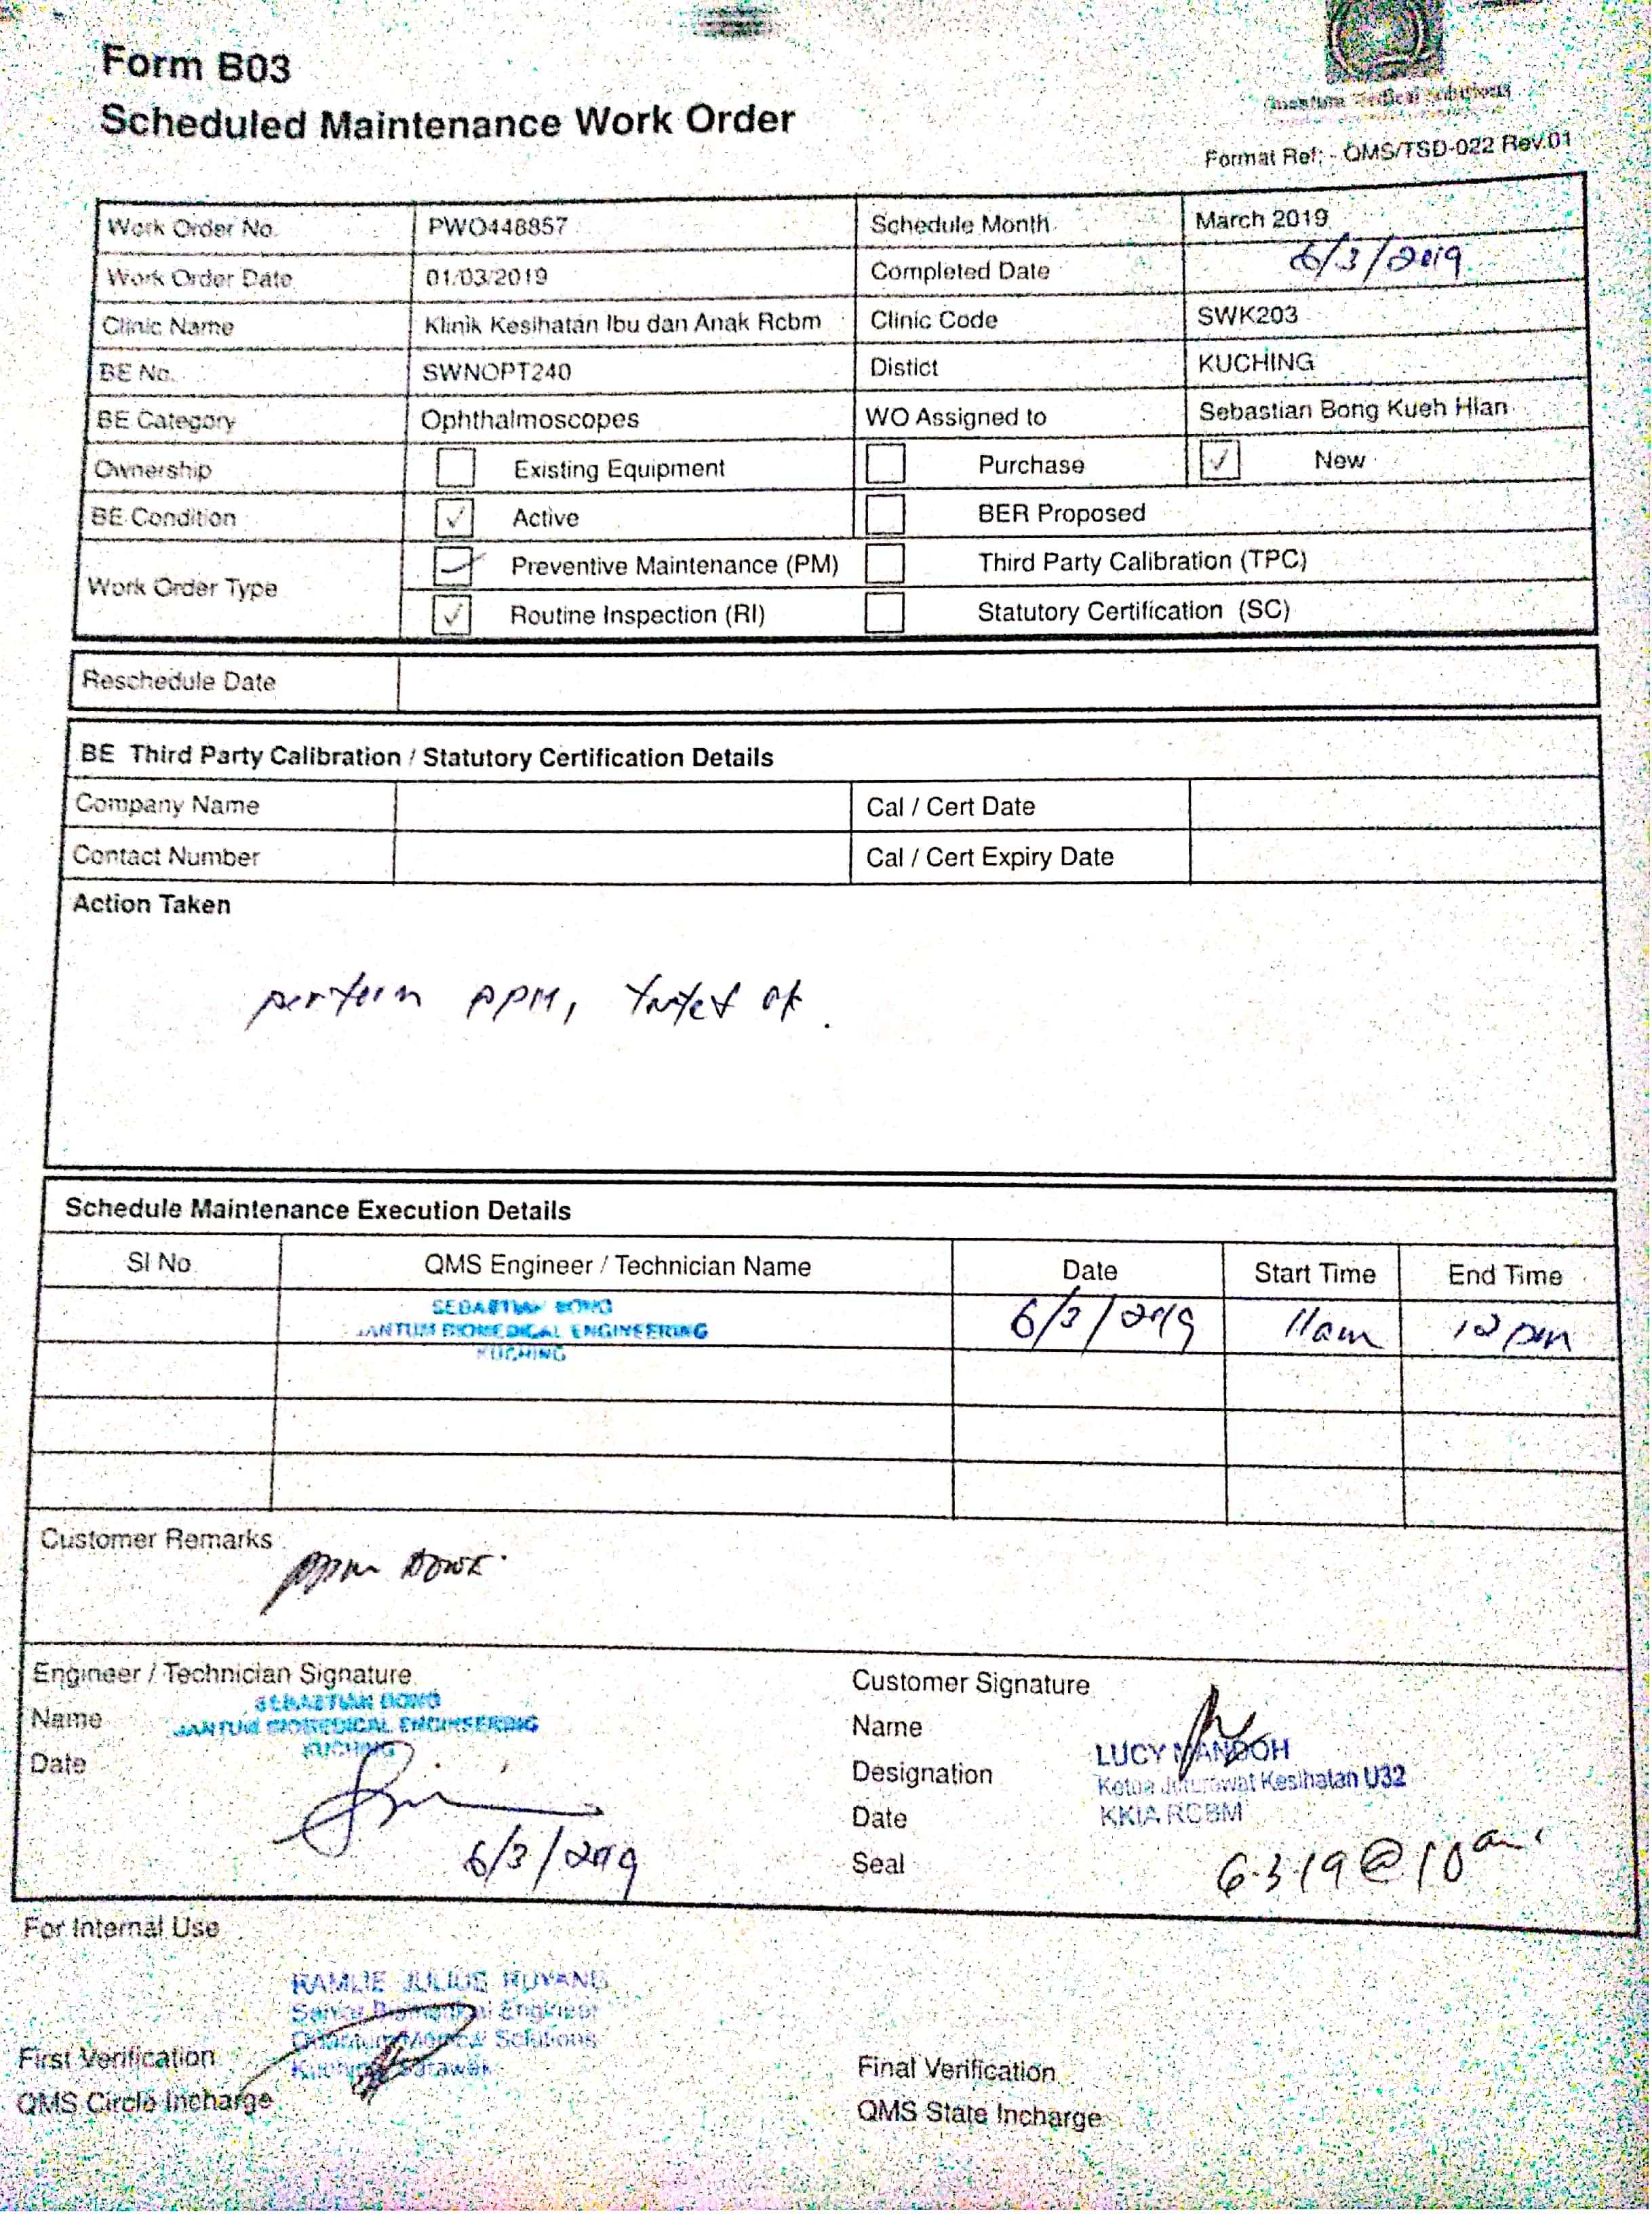 Form B03
Scheduled Maintenance Work Order
Quantum Medical Solutions
Format Ref; - QMS/TSD-022 Rev.01
Work Order No. PWO448857 Schedule Month March 2019
Work Order Date 01/03/2019 Completed Date 6/3/2019
Clinic Name Klinik Kesihatan Ibu dan Anak Rcbm Clinic Code SWK203
BE No. SWNOPT240 Distict KUCHING
BE Category Ophthalmoscopes WO Assigned to Sebastian Bong Kueh Hian
Ownership Existing Equipment Purchase ✓ New
BE Condition ✓ Active BER Proposed
Work Order Type
Preventive Maintenance (PM) Third Party Calibration (TPC)
✓ Routine Inspection (RI) Statutory Certification (SC)
Reschedule Date
BE Third Party Calibration / Statutory Certification Details
Company Name Cal / Cert Date
Contact Number Cal / Cert Expiry Date
Action Taken
perform PPM, tested ok.
Schedule Maintenance Execution Details
SI No QMS Engineer / Technician Name Date Start Time End Time
SEBASTIAN BONG
ANTUM BIOMEDICAL ENGINEERING 6/3/2019 11am 12pm
KUCHING
Customer Remarks
ppm DONE.
Engineer / Technician Signature Customer Signature
SEBASTIAN BONG
Name ANTUM BIOMEDICAL ENGINEERING Name
KUCHING LUCY MANDOH
Date Designation Ketua Jururawat Kesihatan U32
Date KKIA RCBM
6/3/2019 Seal 6.3.19 @ 10am
For Internal Use
RAMLIE JULIUS RUYANG
Senior Biomedical Engineer
Quantum Medical Solutions
First Verification Kuching Sarawak Final Verification
QMS Circle Incharge QMS State Incharge